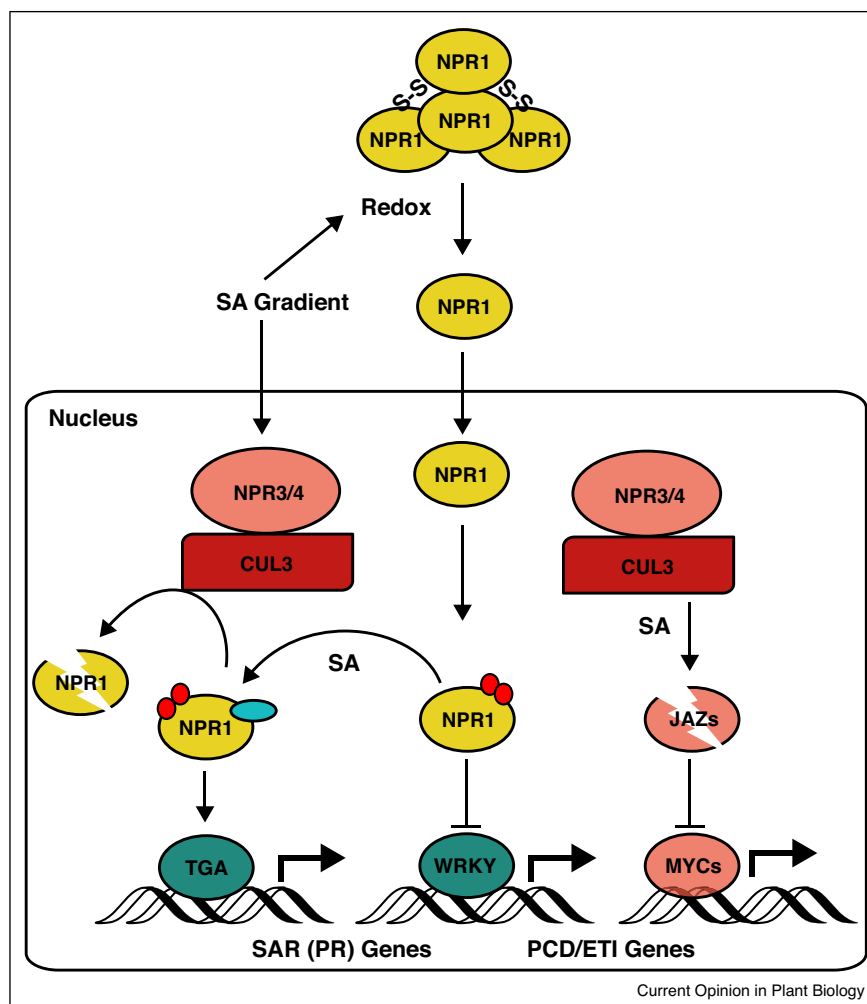 NPR1
S-S
S-S
NPR1
NPR1
NPR1
Redox
SA Gradient
NPR1
Nucleus
NPR3/4
NPR1
NPR3/4
CUL3
CUL3
SA
SA
NPR1
NPR1
NPR1
JAZs
TGA
WRKY
MYCs
SAR (PR) Genes
PCD/ETI Genes
Current Opinion in Plant Biology